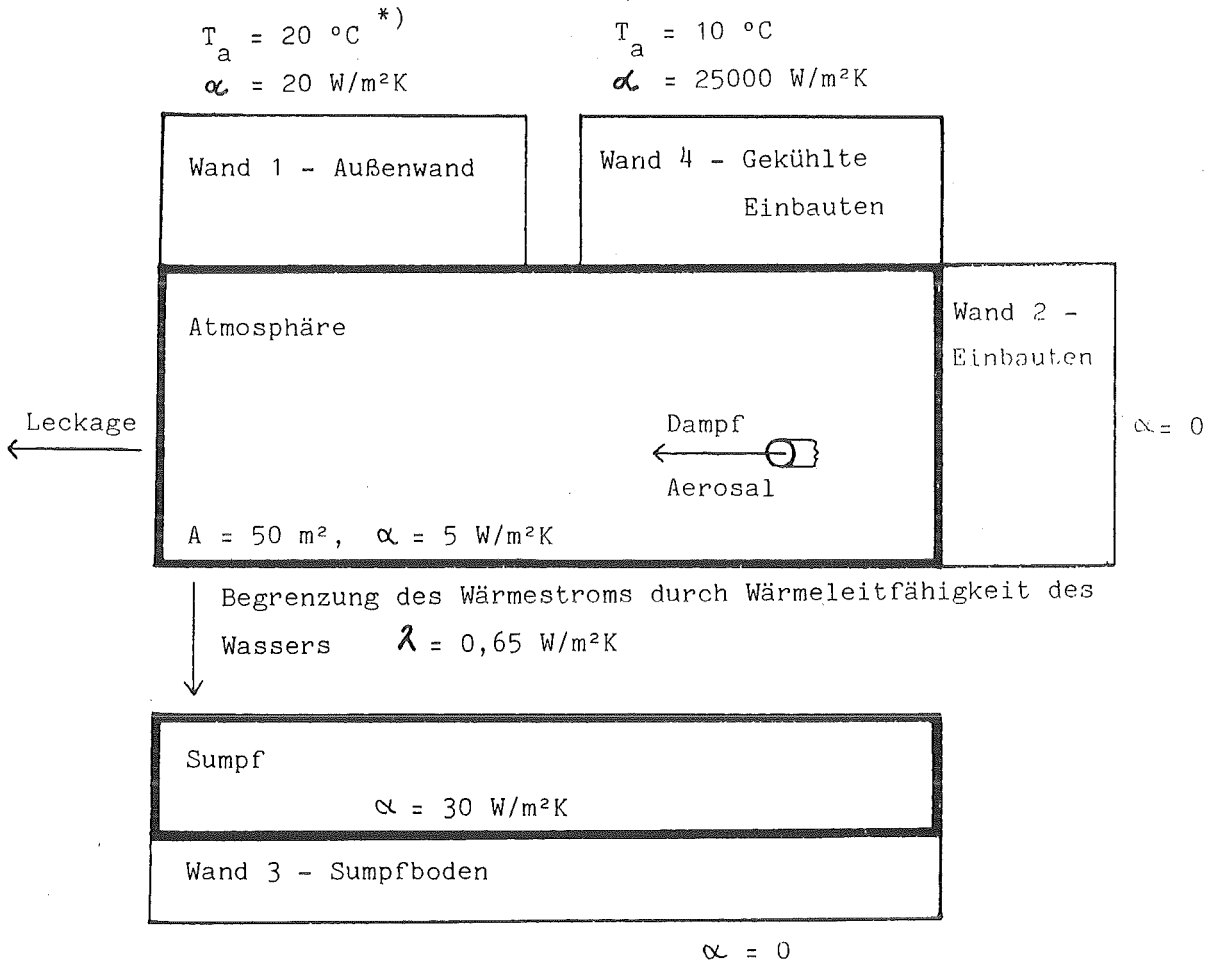 T_a = 20 °C *)
α = 20 W/m²K
T_a = 10 °C
α = 25000 W/m²K
Wand 1 - Außenwand
Wand 4 - Gekühlte
Einbauten
Atmosphäre
Wand 2 -
Einbauten
Leckage
Dampf
Aerosal
α = 0
A = 50 m², α = 5 W/m²K
Begrenzung des Wärmestroms durch Wärmeleitfähigkeit des
Wassers λ = 0,65 W/m²K
Sumpf
α = 30 W/m²K
Wand 3 - Sumpfboden
α = 0